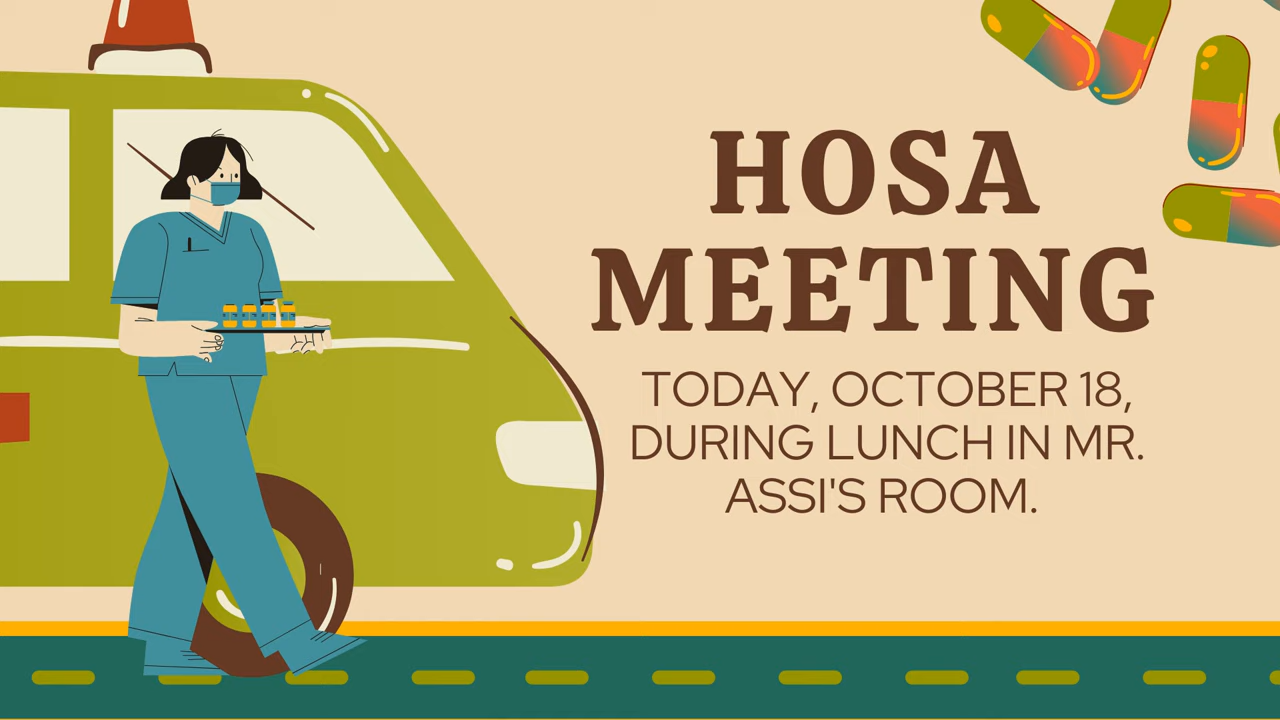 HOSA
MEETING
TODAY, OCTOBER 18,
DURING LUNCH IN MR.
ASSI'S ROOM.